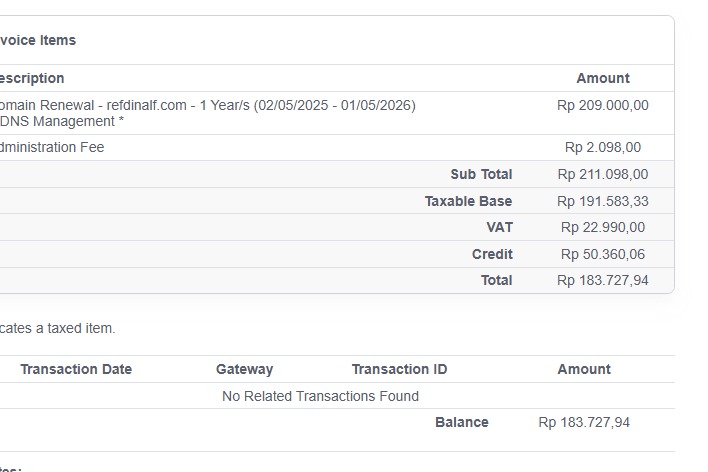 voice Items
escription Amount
omain Renewal - refdinalf.com - 1 Year/s (02/05/2025 - 01/05/2026) Rp 209.000,00
DNS Management *
dministration Fee Rp 2.098,00
Sub Total Rp 211.098,00
Taxable Base Rp 191.583,33
VAT Rp 22.990,00
Credit Rp 50.360,06
Total Rp 183.727,94
cates a taxed item.
Transaction Date Gateway Transaction ID Amount
No Related Transactions Found
Balance Rp 183.727,94